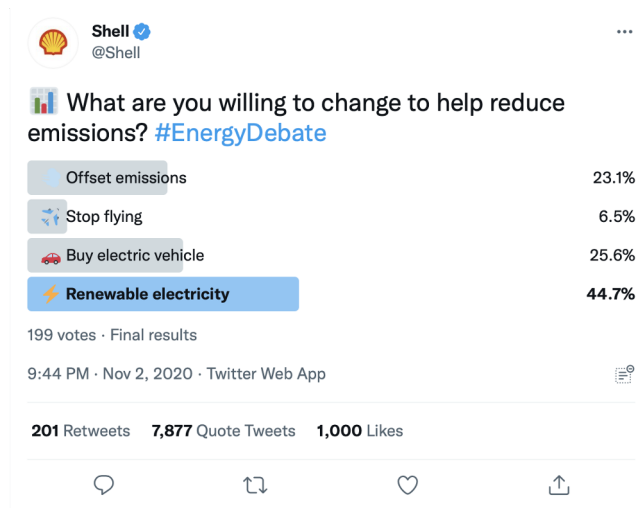 Shell
@Shell
What are you willing to change to help reduce
emissions? #EnergyDebate
Offset emissions 23.1%
Stop flying 6.5%
Buy electric vehicle 25.6%
Renewable electricity 44.7%
199 votes · Final results
9:44 PM · Nov 2, 2020 · Twitter Web App
201 Retweets 7,877 Quote Tweets 1,000 Likes